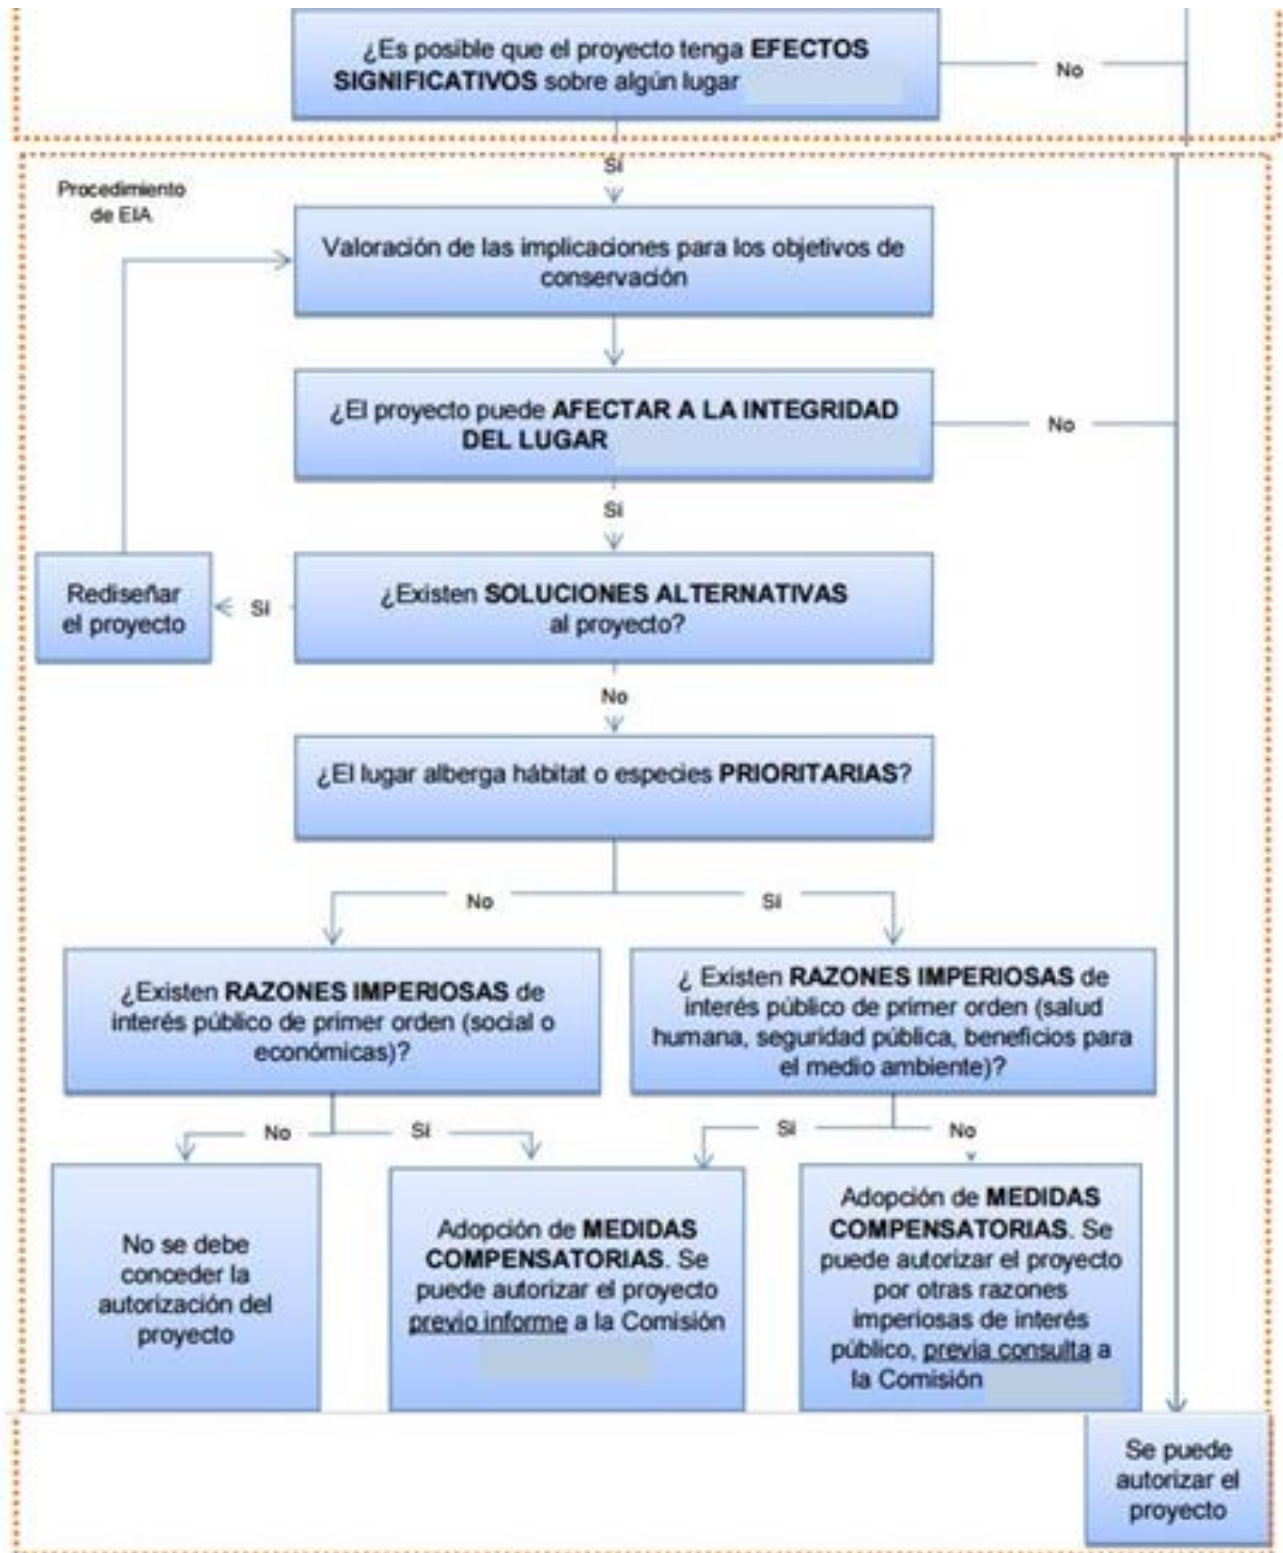 ¿Es posible que el proyecto tenga EFECTOS
SIGNIFICATIVOS sobre algún lugar
No
Sí
Procedimiento
de EIA
Valoración de las implicaciones para los objetivos de
conservación
¿El proyecto puede AFECTAR A LA INTEGRIDAD
DEL LUGAR
No
Sí
Rediseñar
el proyecto
Sí
¿Existen SOLUCIONES ALTERNATIVAS
al proyecto?
No
¿El lugar alberga hábitat o especies PRIORITARIAS?
No
Sí
¿Existen RAZONES IMPERIOSAS de
interés público de primer orden (social o
económicas)?
¿ Existen RAZONES IMPERIOSAS de
interés público de primer orden (salud
humana, seguridad pública, beneficios para
el medio ambiente)?
No
Sí
Sí
No
No se debe
conceder la
autorización del
proyecto
Adopción de MEDIDAS
COMPENSATORIAS. Se
puede autorizar el proyecto
previo informe a la Comisión
Adopción de MEDIDAS
COMPENSATORIAS. Se
puede autorizar el proyecto
por otras razones
imperiosas de interés
público, previa consulta a
la Comisión
Se puede
autorizar el
proyecto